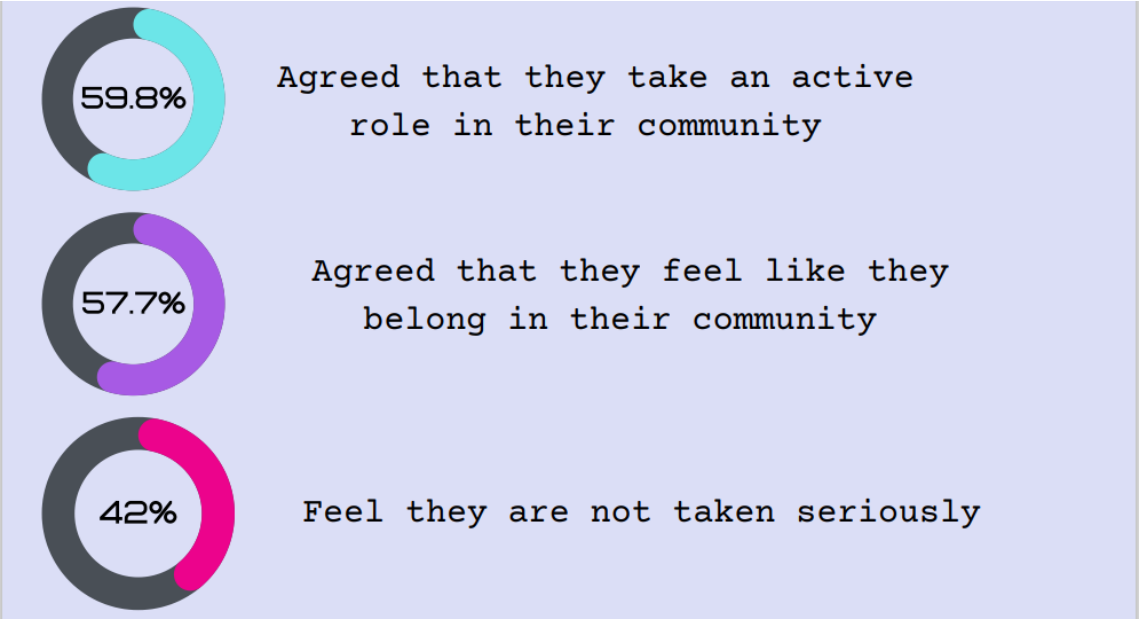 59.8%
Agreed that they take an active
role in their community
57.7%
Agreed that they feel like they
belong in their community
42%
Feel they are not taken seriously